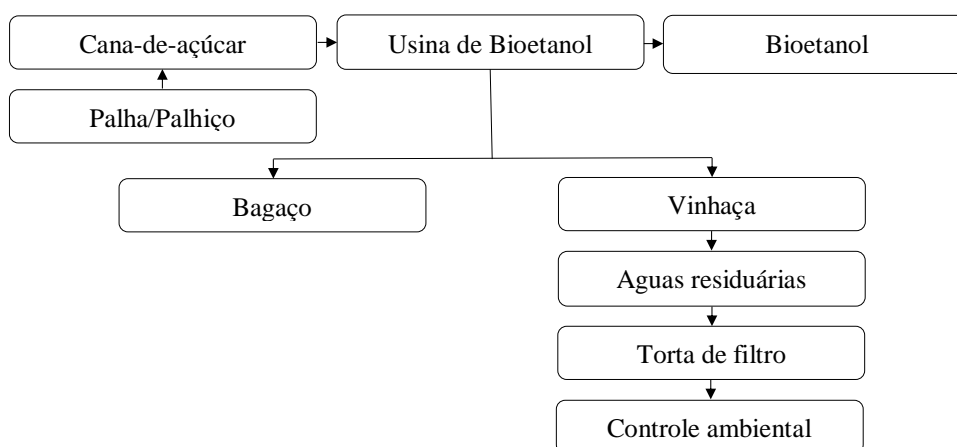 Cana-de-açúcar
Usina de Bioetanol
Bioetanol
Palha/Palhiço
Bagaço
Vinhaça
Aguas residuárias
Torta de filtro
Controle ambiental